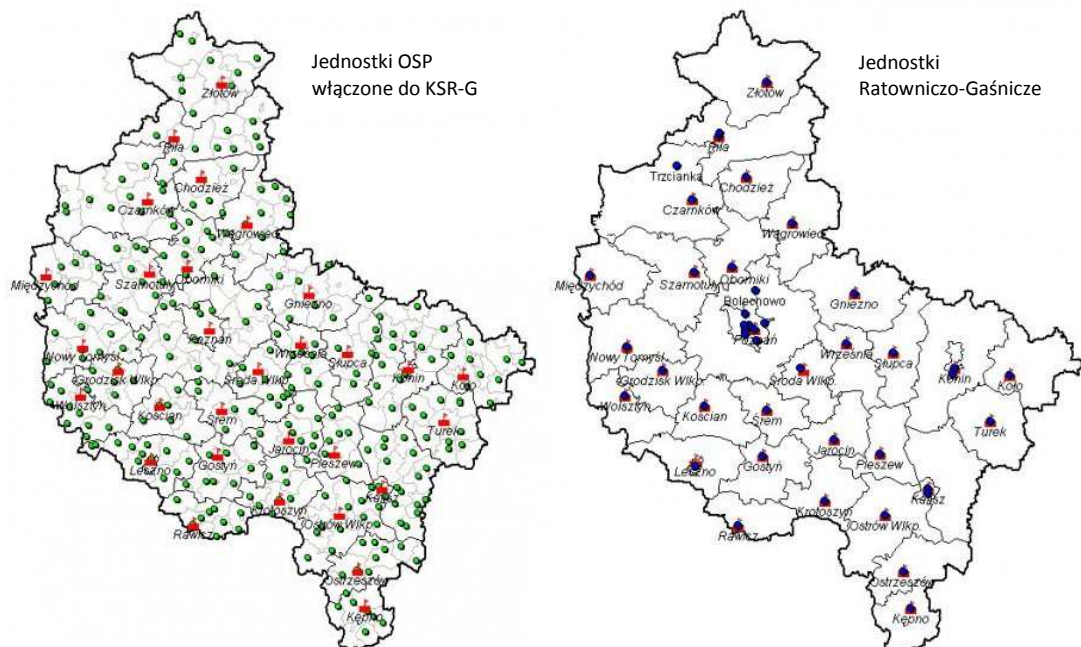 Jednostki OSP
włączone do KSR-G
Złotów
Piła
Chodzież
Czarnków
Wągrowiec
Międzychód
Szamotuły
Oborniki
Gniezno
Poznań
Nowy Tomyśl
Września
Słupca
Grodzisk Wlkp.
Środa Wlkp.
Konin
Koło
Wolsztyn
Kościan
Śrem
Turek
Jarocin
Leszno
Gostyń
Pleszew
Kalisz
Krotoszyn
Ostrów Wlkp.
Rawicz
Ostrzeszów
Kępno
Jednostki
Ratowniczo-Gaśnicze
Złotów
Piła
Trzcianka
Chodzież
Czarnków
Wągrowiec
Międzychód
Szamotuły
Oborniki
Bolechowo
Gniezno
Poznań
Nowy Tomyśl
Września
Słupca
Grodzisk Wlkp.
Środa Wlkp.
Konin
Koło
Wolsztyn
Kościan
Śrem
Turek
Jarocin
Leszno
Gostyń
Pleszew
Kalisz
Krotoszyn
Ostrów Wlkp.
Rawicz
Ostrzeszów
Kępno